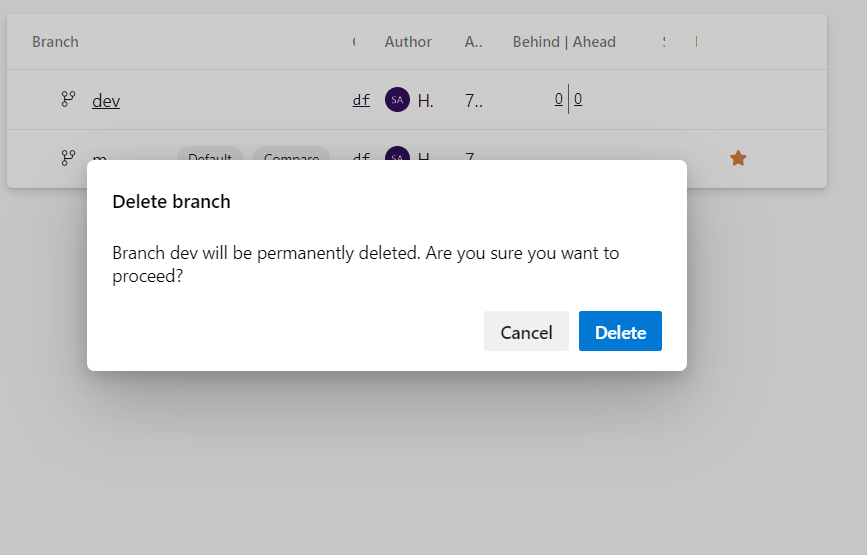 Branch Author A.. Behind | Ahead
dev df SA H. 7.. 0 0
Default Compare df SA H 7
Delete branch
Branch dev will be permanently deleted. Are you sure you want to
proceed?
Cancel Delete